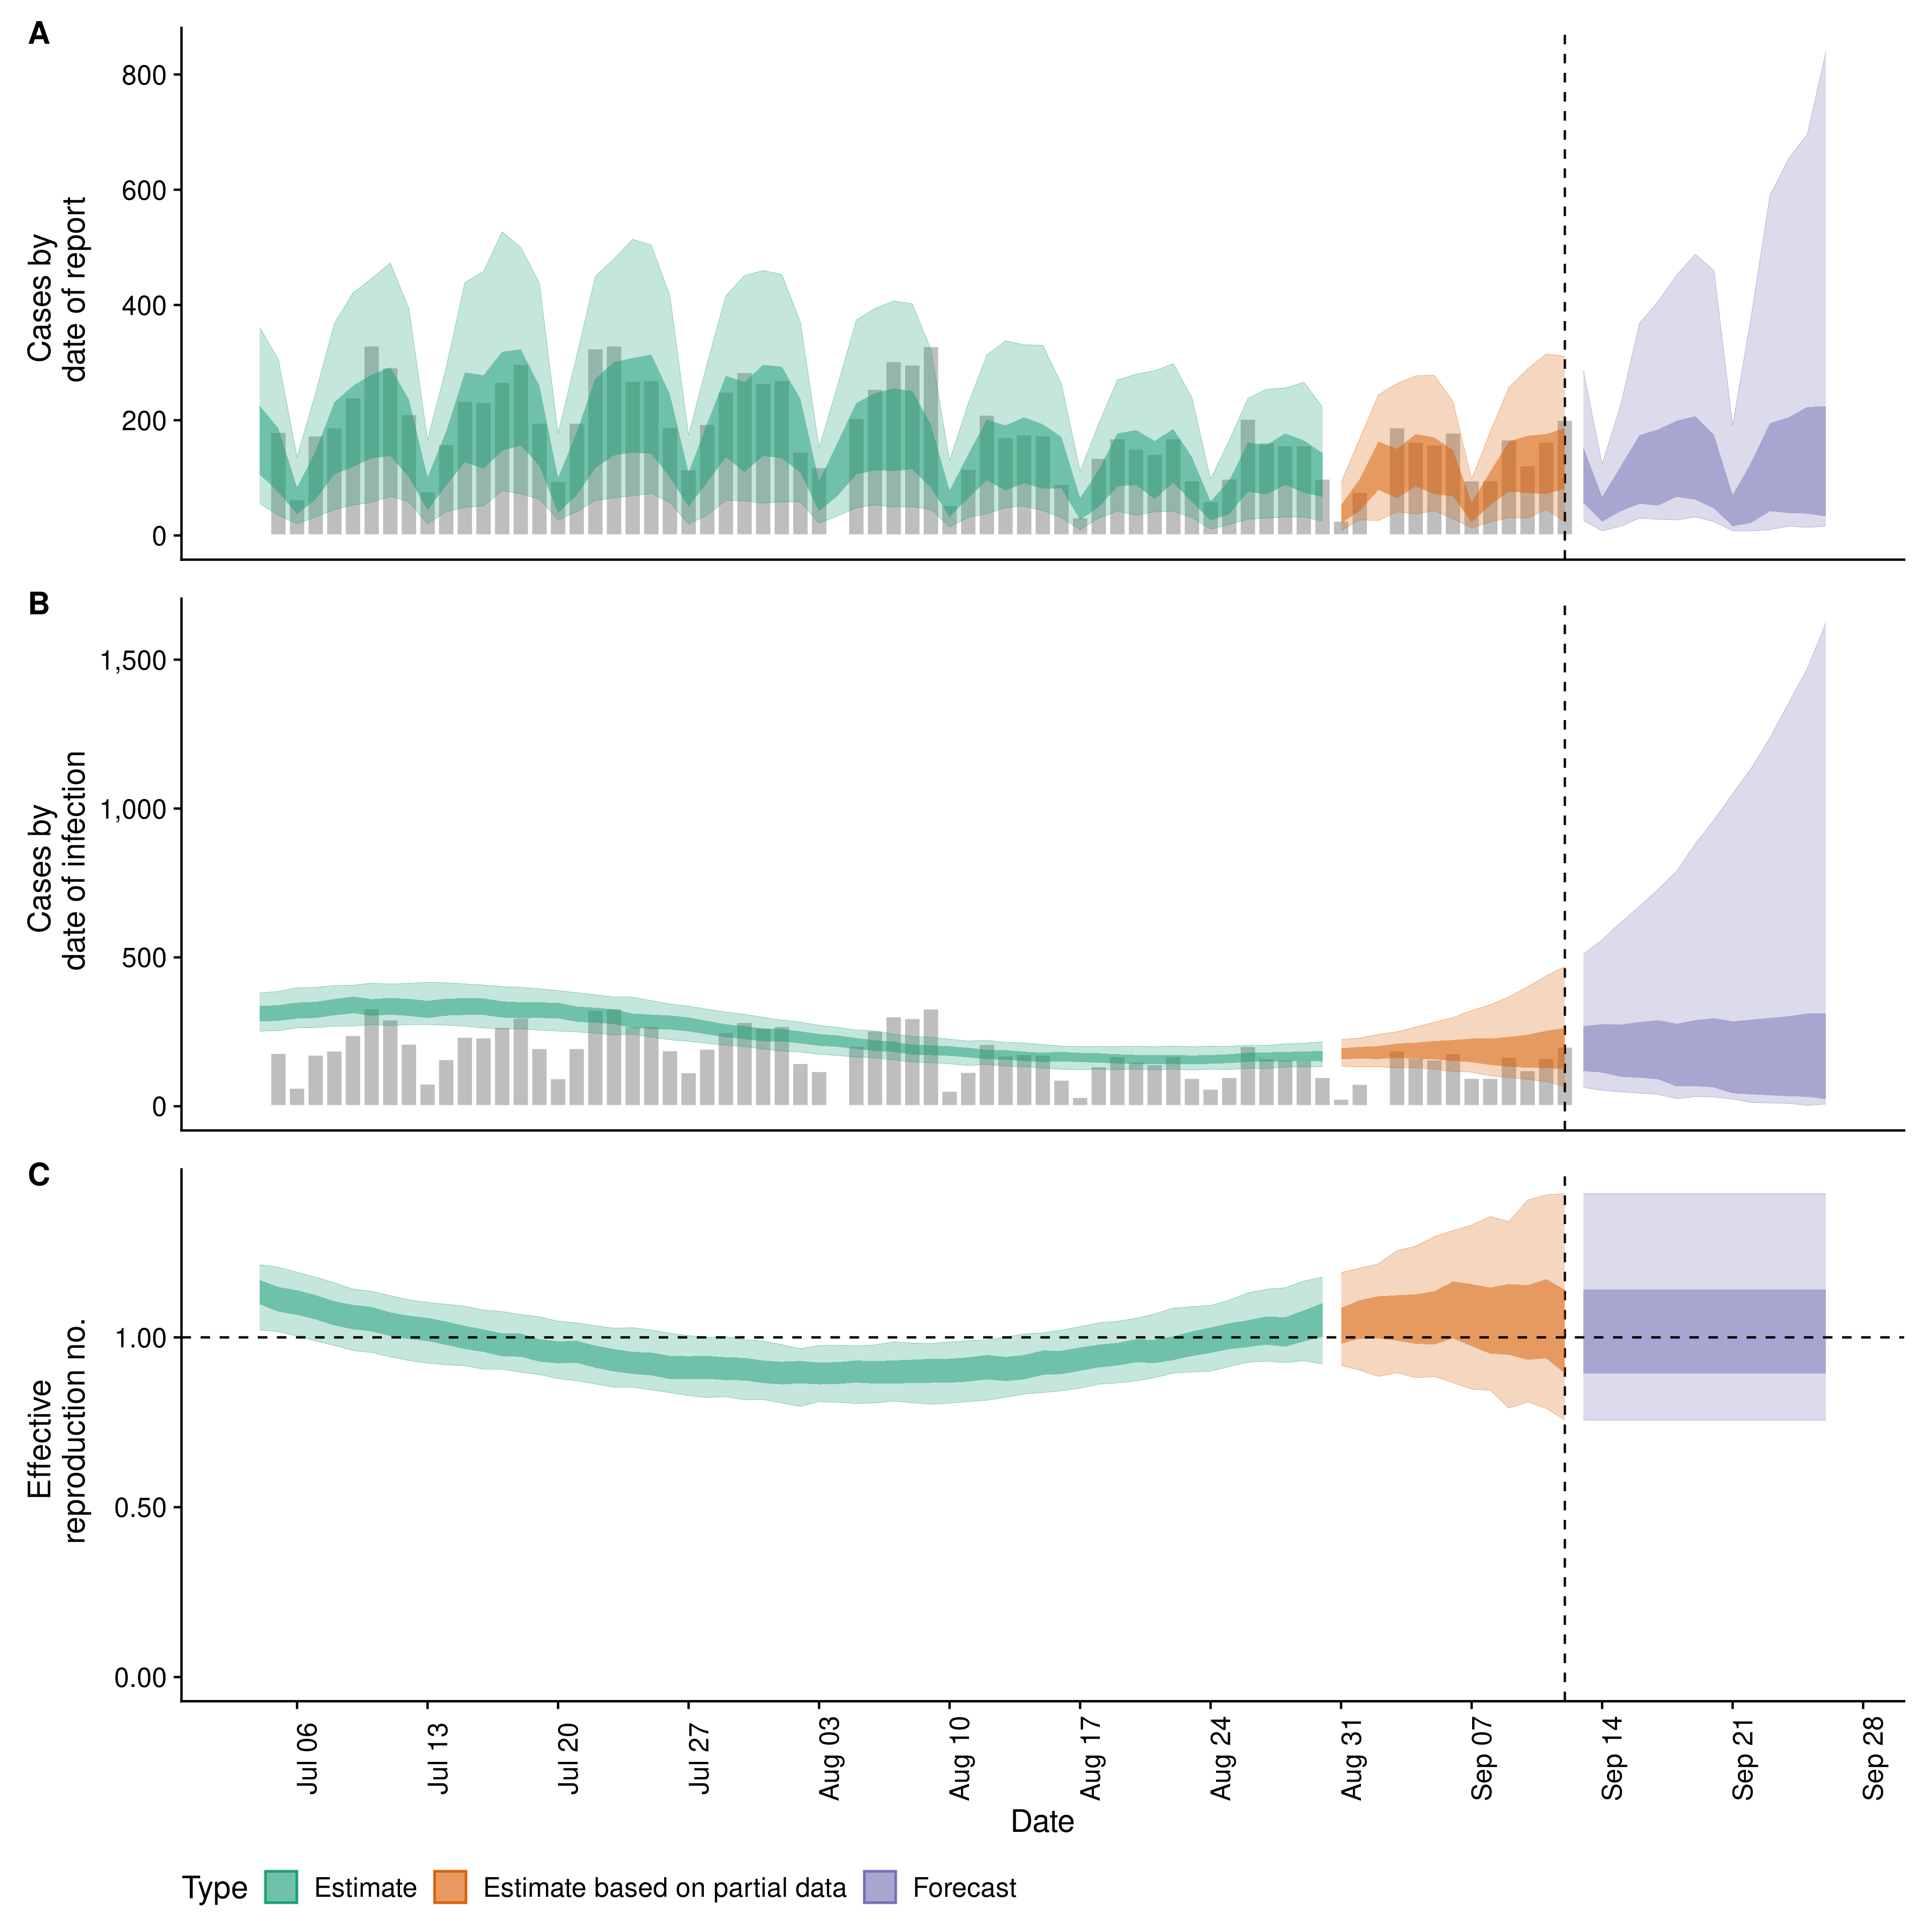 A
Cases by
date of report
800
600
400
200
0
B
Cases by
date of infection
1,500
1,000
500
0
C
Effective
reproduction no.
1.00
0.50
0.00
Jul 06
Jul 13
Jul 20
Jul 27
Aug 03
Aug 10
Aug 17
Aug 24
Aug 31
Sep 07
Sep 14
Sep 21
Sep 28
Date
Type Estimate Estimate based on partial data Forecast